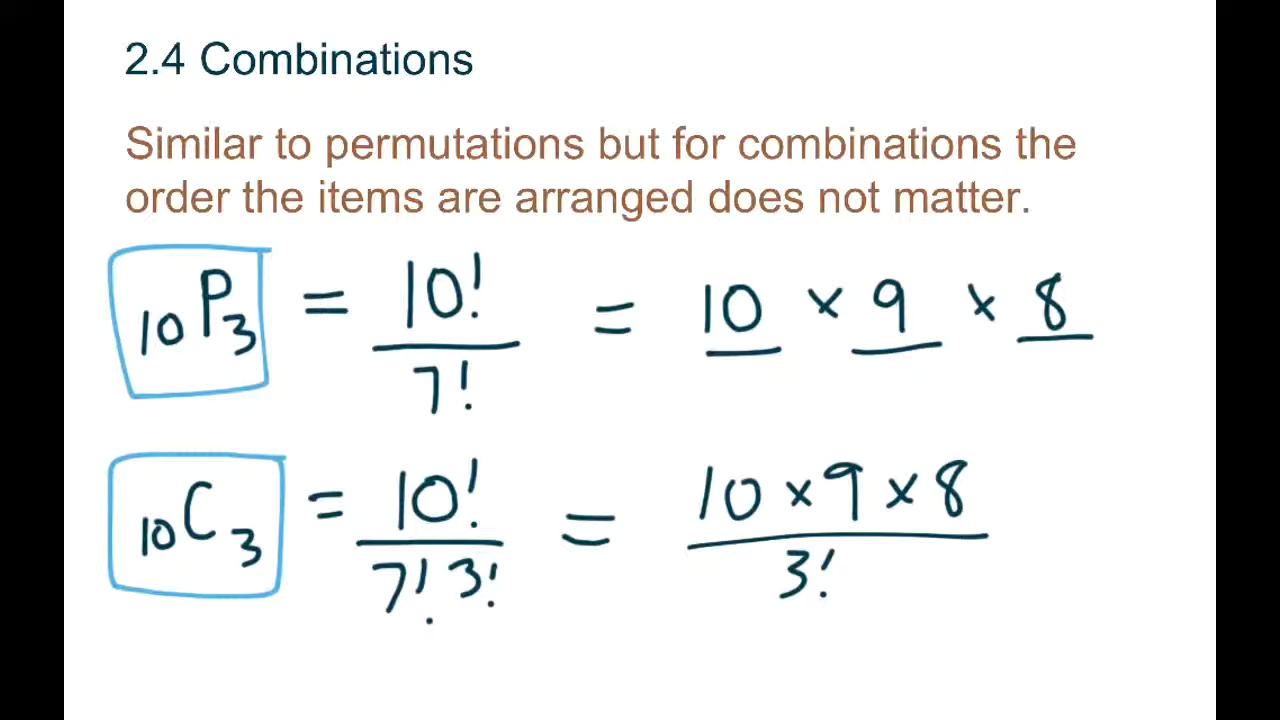 2.4 Combinations
Similar to permutations but for combinations the
order the items are arranged does not matter.
10P3 = 10!/7! = 10 × 9 × 8
10C3 = 10!/7!3! = 10×9×8/3!